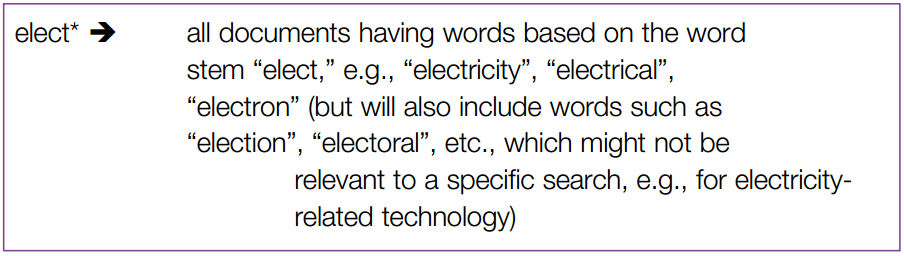 elect* ➔ all documents having words based on the word
stem “elect,” e.g., “electricity”, “electrical”,
“electron” (but will also include words such as
“election”, “electoral”, etc., which might not be
relevant to a specific search, e.g., for electricity-
related technology)